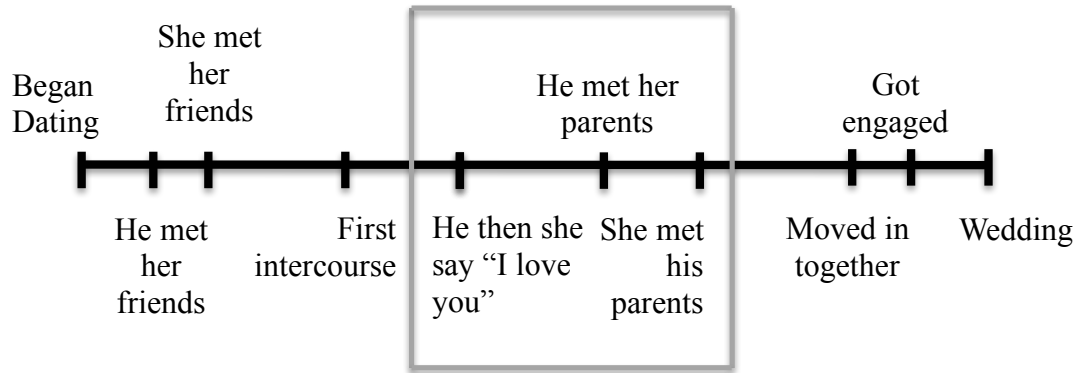 Began
Dating
He met
her
friends
She met
her
friends
First
intercourse
He then she
say “I love
you”
He met her
parents
She met
his
parents
Moved in
together
Got
engaged
Wedding